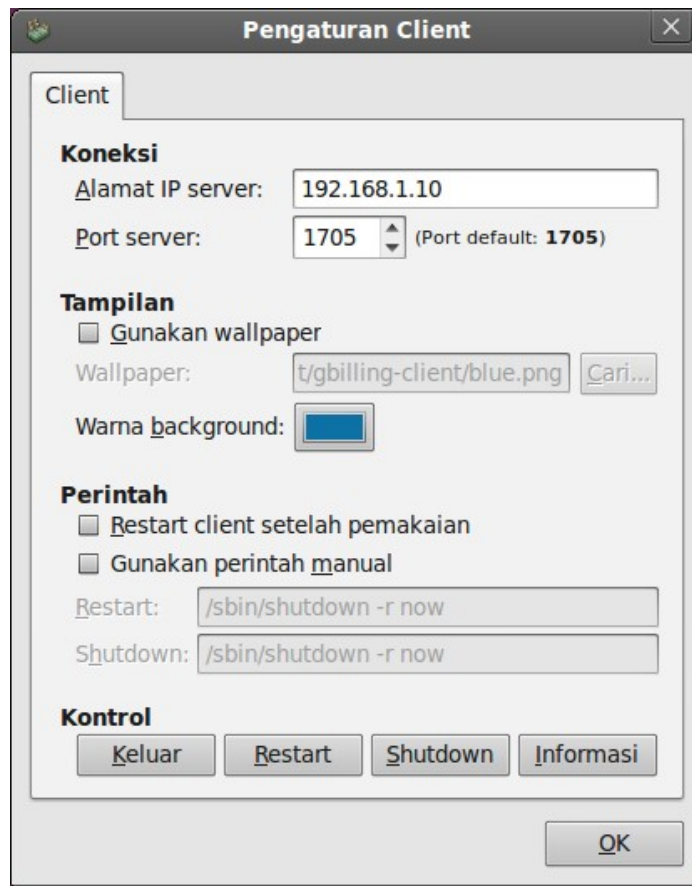 Pengaturan Client
Client
Koneksi
Alamat IP server: 192.168.1.10
Port server: 1705 (Port default: 1705)
Tampilan
Gunakan wallpaper
Wallpaper: t/gbilling-client/blue.png Cari...
Warna background:
Perintah
Restart client setelah pemakaian
Gunakan perintah manual
Restart: /sbin/shutdown -r now
Shutdown: /sbin/shutdown -r now
Kontrol
Keluar Restart Shutdown Informasi
OK